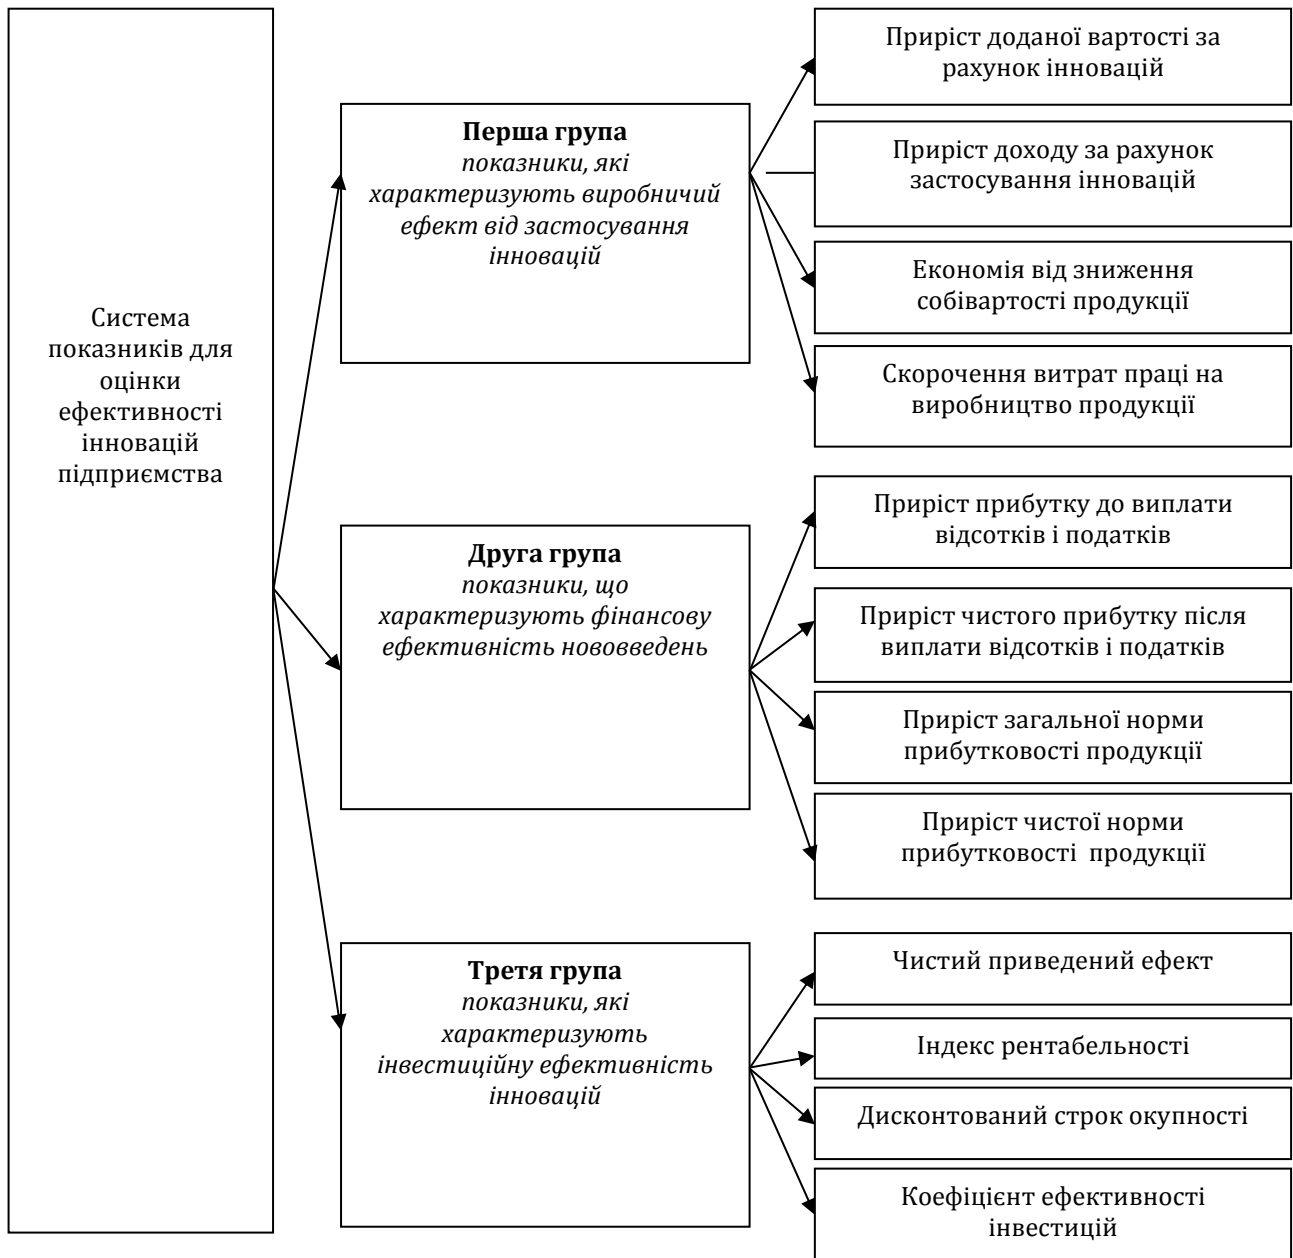 Система
показників для
оцінки
ефективності
інновацій
підприємства
Перша група
показники, які
характеризують виробничий
ефект від застосування
інновацій
Приріст доданої вартості за
рахунок інновацій
Приріст доходу за рахунок
застосування інновацій
Економія від зниження
собівартості продукції
Скорочення витрат праці на
виробництво продукції
Друга група
показники, що
характеризують фінансову
ефективність нововведень
Приріст прибутку до виплати
відсотків і податків
Приріст чистого прибутку після
виплати відсотків і податків
Приріст загальної норми
прибутковості продукції
Приріст чистої норми
прибутковості продукції
Третя група
показники, які
характеризують
інвестиційну ефективність
інновацій
Чистий приведений ефект
Індекс рентабельності
Дисконтований строк окупності
Коефіцієнт ефективності
інвестицій